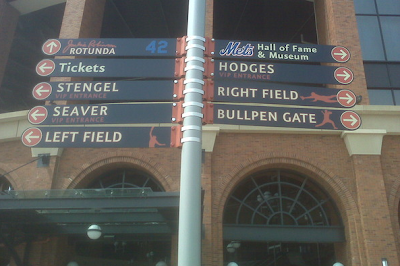 Jackie Robinson
ROTUNDA 42
Tickets
STENGEL
VIP ENTRANCE
SEAVER
VIP ENTRANCE
LEFT FIELD
Mets Hall of Fame
& Museum
HODGES
VIP ENTRANCE
RIGHT FIELD
BULLPEN GATE